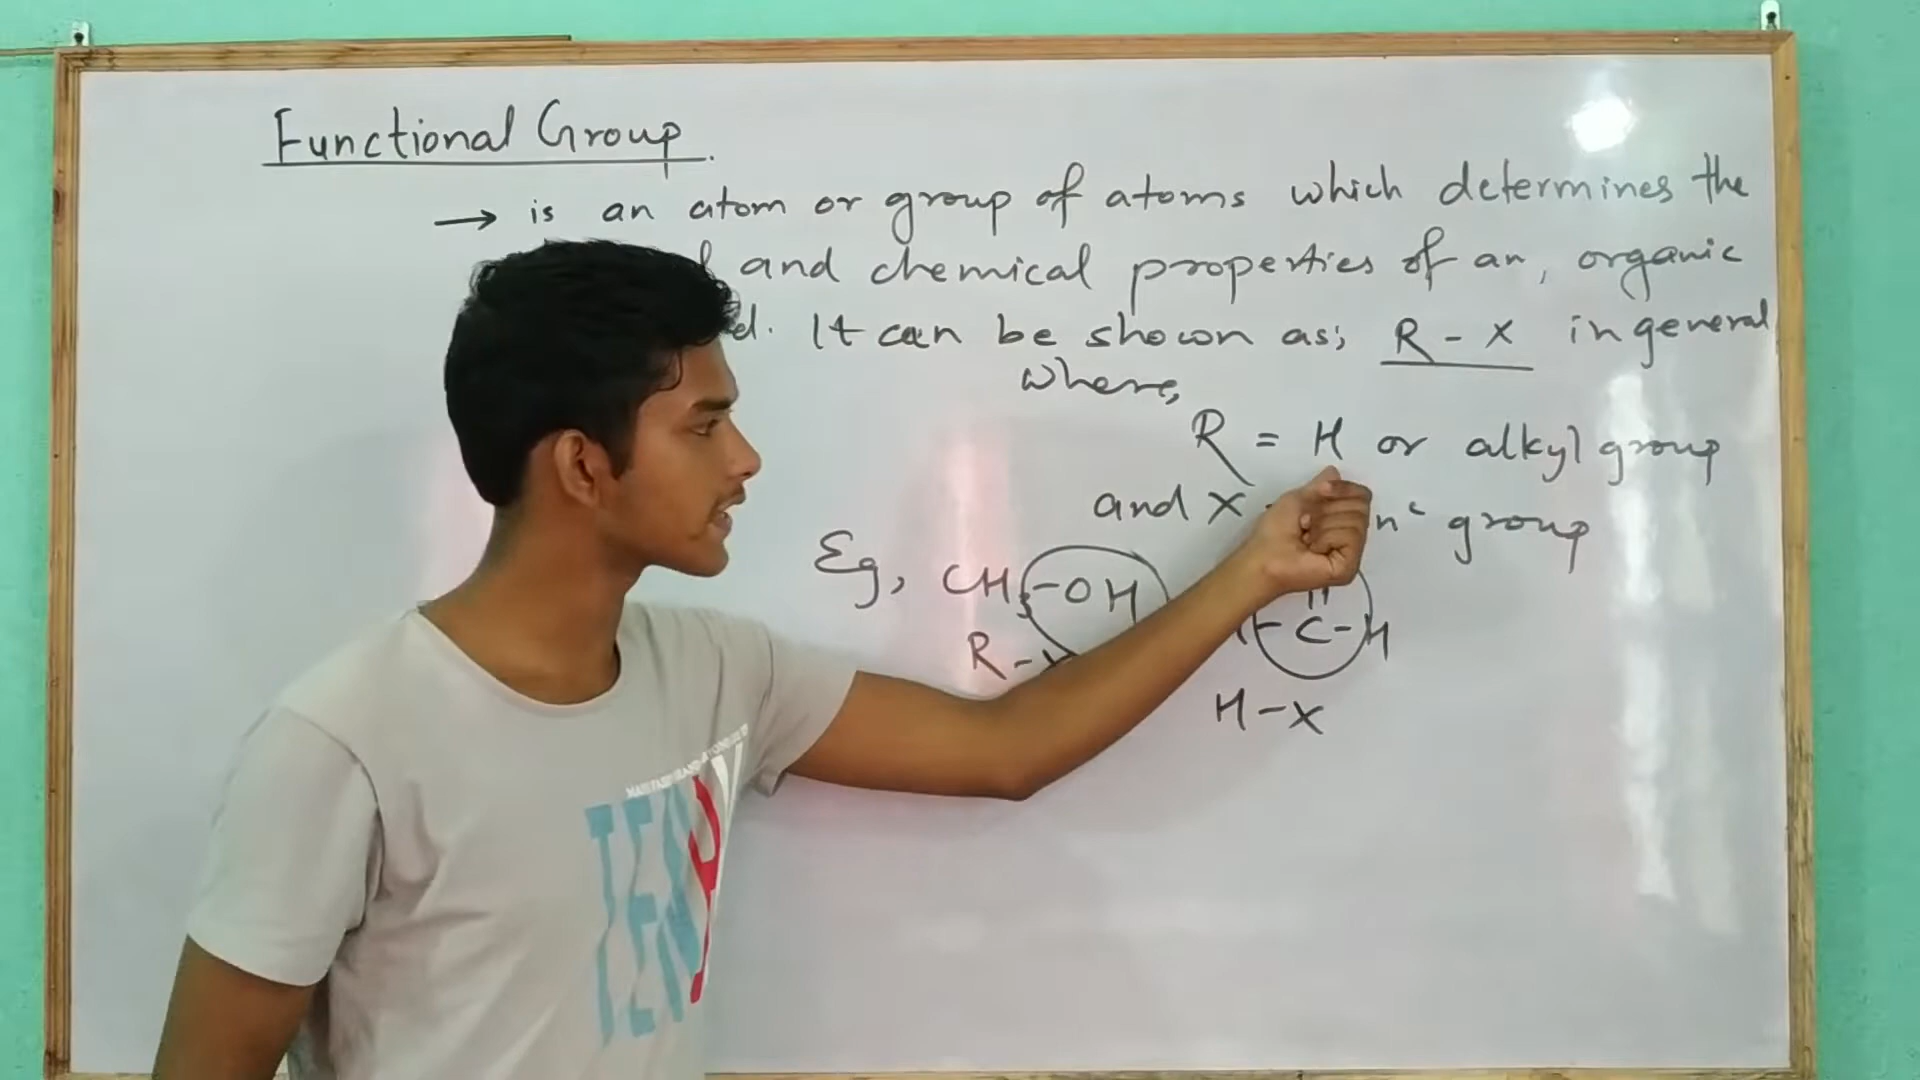 Functional Group.
→ is an atom or group of atoms which determines the
and chemical properties of an, organic
It can be shown as; R - X in general
where,
R = H or alkyl group
and X group
Eg, CH3-OH
-C-H
R-
H-X